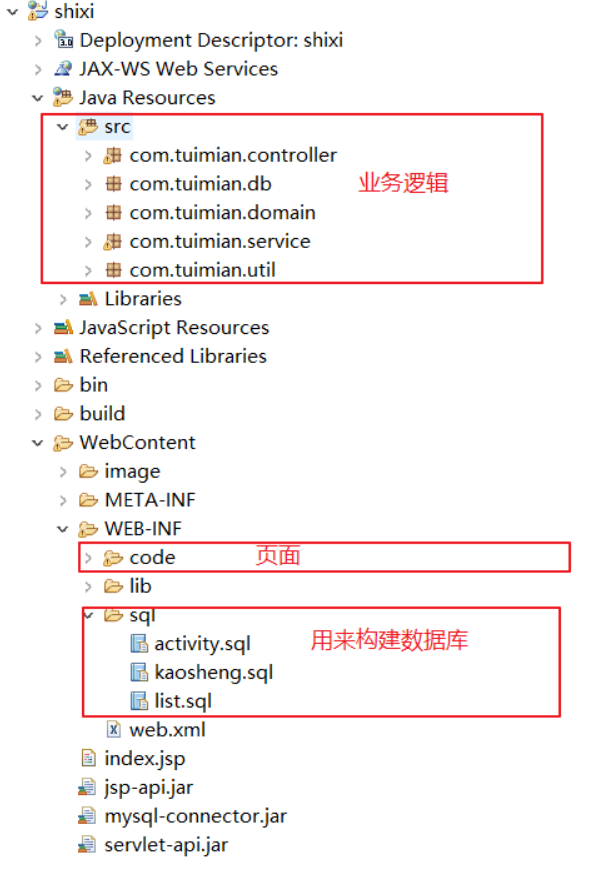 shixi
Deployment Descriptor: shixi
JAX-WS Web Services
Java Resources
src
com.tuimian.controller
com.tuimian.db 业务逻辑
com.tuimian.domain
com.tuimian.service
com.tuimian.util
Libraries
JavaScript Resources
Referenced Libraries
bin
build
WebContent
image
META-INF
WEB-INF
code 页面
lib
sql
activity.sql 用来构建数据库
kaosheng.sql
list.sql
web.xml
index.jsp
jsp-api.jar
mysql-connector.jar
servlet-api.jar